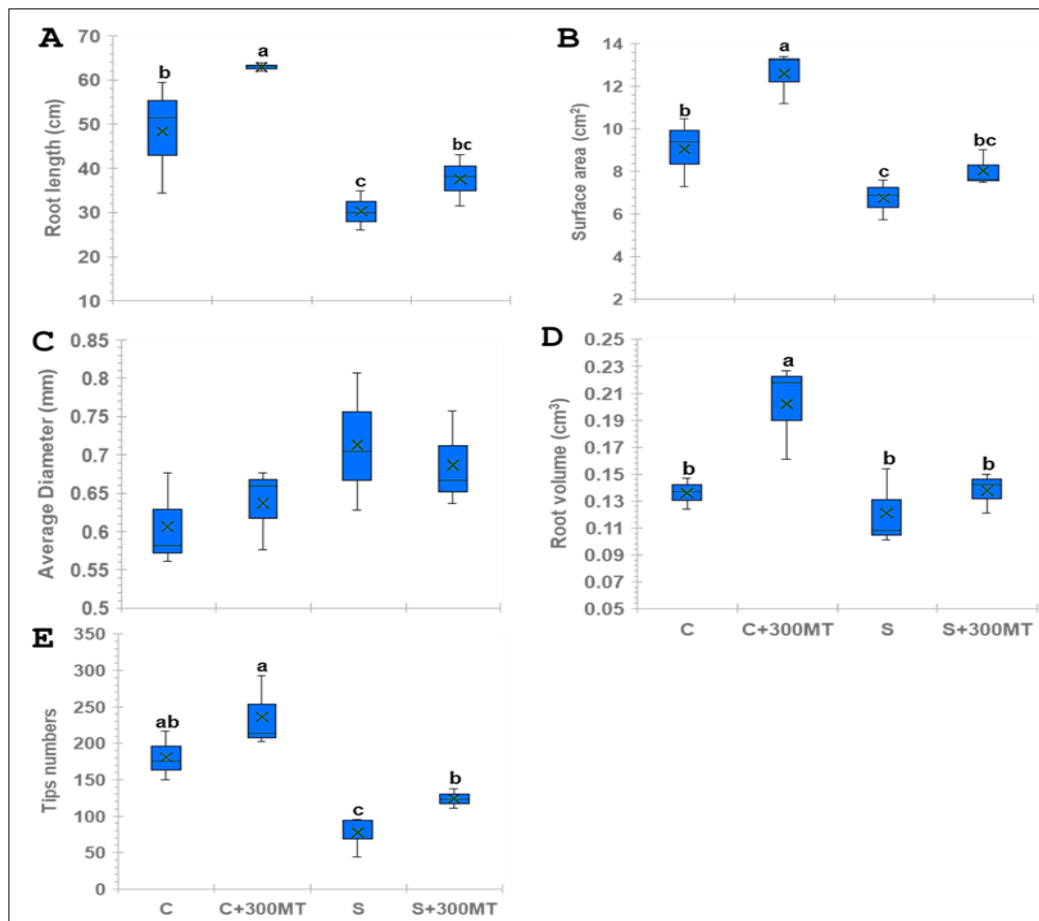 A
Root length (cm)
70
60
50
40
30
20
10
b
a
c
bc
B
Surface area (cm²)
14
12
10
8
6
4
2
b
a
c
bc
C
Average Diameter (mm)
0.85
0.8
0.75
0.7
0.65
0.6
0.55
0.5
D
Root volume (cm³)
0.25
0.23
0.21
0.19
0.17
0.15
0.13
0.11
0.09
0.07
0.05
b
a
b
b
C C+300MT S S+300MT
E
Tips numbers
350
300
250
200
150
100
50
0
ab
a
c
b
C C+300MT S S+300MT